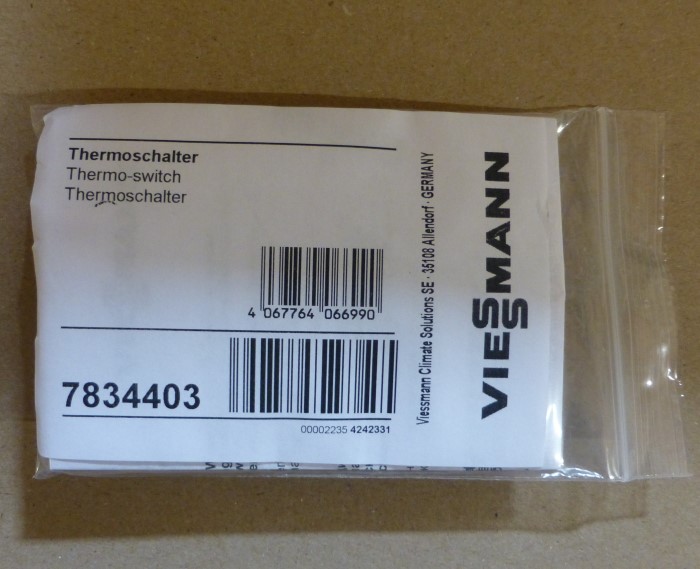 Thermoschalter
Thermo-switch
Thermoschalter
4 067764 066990
7834403
00002235 4242331
Viessmann Climate Solutions SE · 35108 Allendorf · GERMANY
VIESSMANN